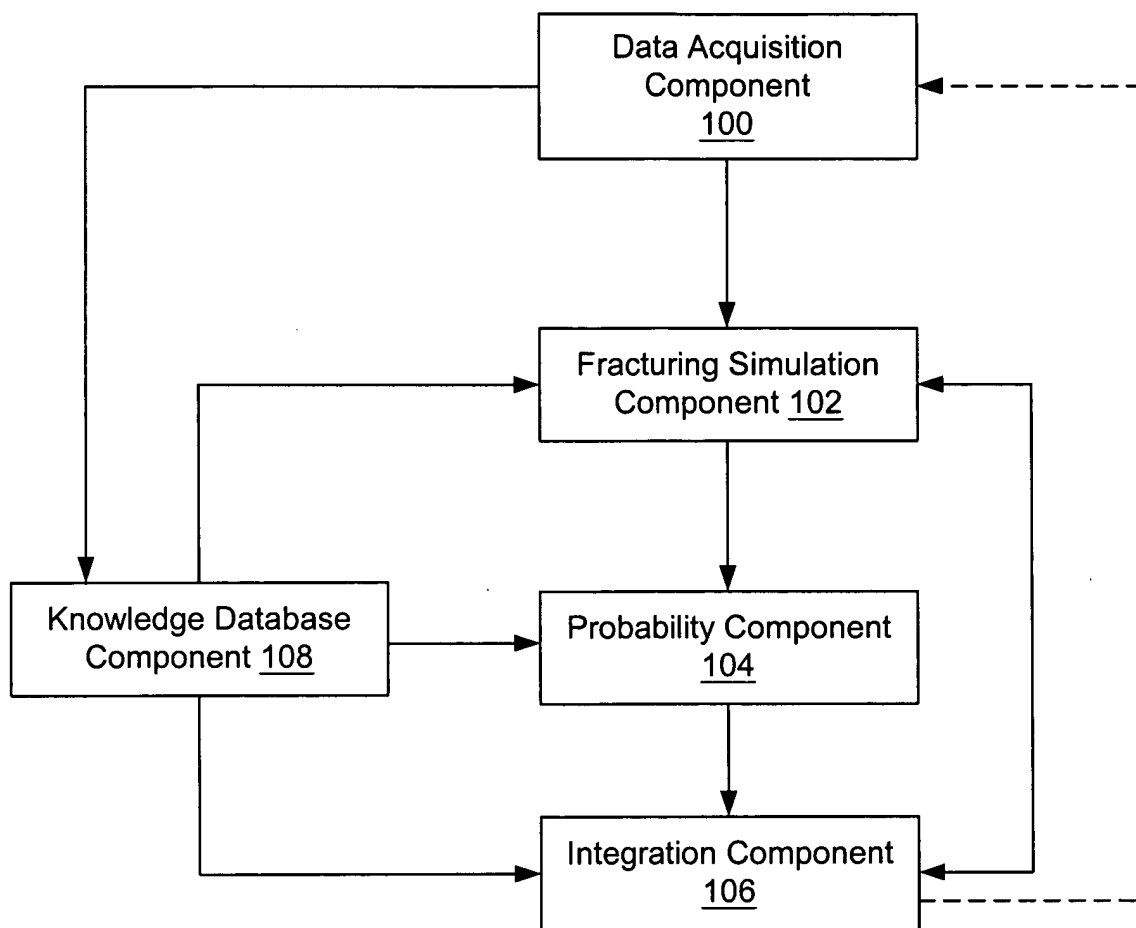 Data Acquisition
Component
100
Fracturing Simulation
Component 102
Knowledge Database
Component 108
Probability Component
104
Integration Component
106